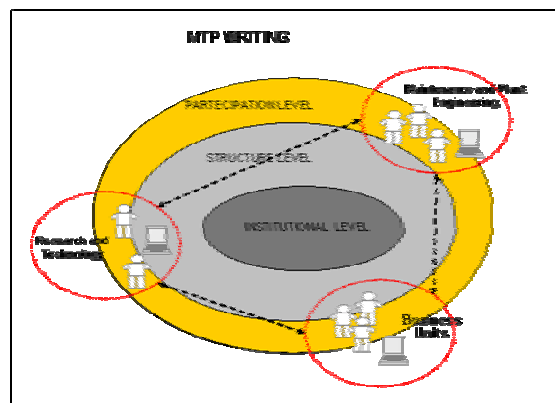 MTP WRITING
Maintenance and Plant
Engineering
PARTECIPATION LEVEL
STRUCTURE LEVEL
INSTITUTIONAL LEVEL
Research and
Technology
Business
Units